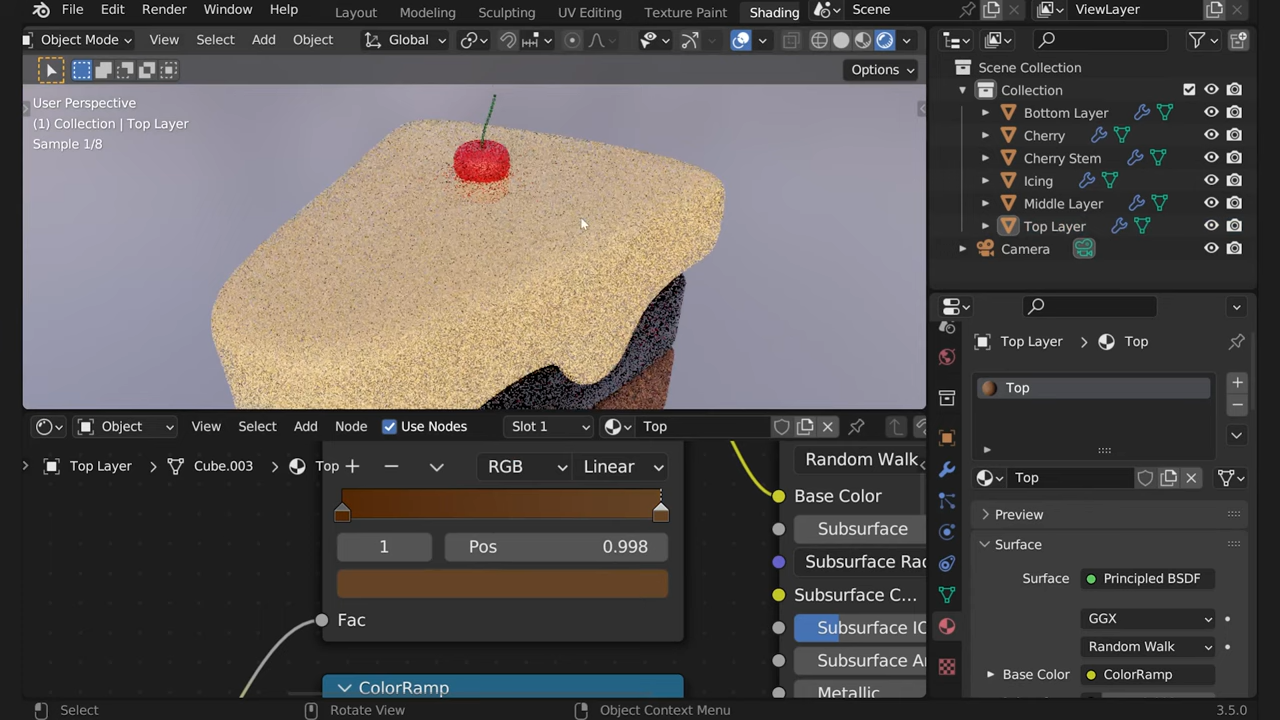 File Edit Render Window Help Layout Modeling Sculpting UV Editing Texture Paint Shading Scene ViewLayer
Object Mode View Select Add Object Global
Options
User Perspective
(1) Collection | Top Layer
Sample 1/8
Scene Collection
Collection
Bottom Layer
Cherry
Cherry Stem
Icing
Middle Layer
Top Layer
Camera
Top Layer > Top
Top
Top
Preview
Surface
Surface Principled BSDF
GGX
Random Walk
Base Color ColorRamp
Object View Select Add Node Use Nodes Slot 1 Top
Top Layer > Cube.003 > Top
RGB Linear
1 Pos 0.998
Fac
ColorRamp
Random Walk
Base Color
Subsurface
Subsurface Rad
Subsurface C...
Subsurface IO
Subsurface An
Metallic
Select Rotate View Object Context Menu 3.5.0